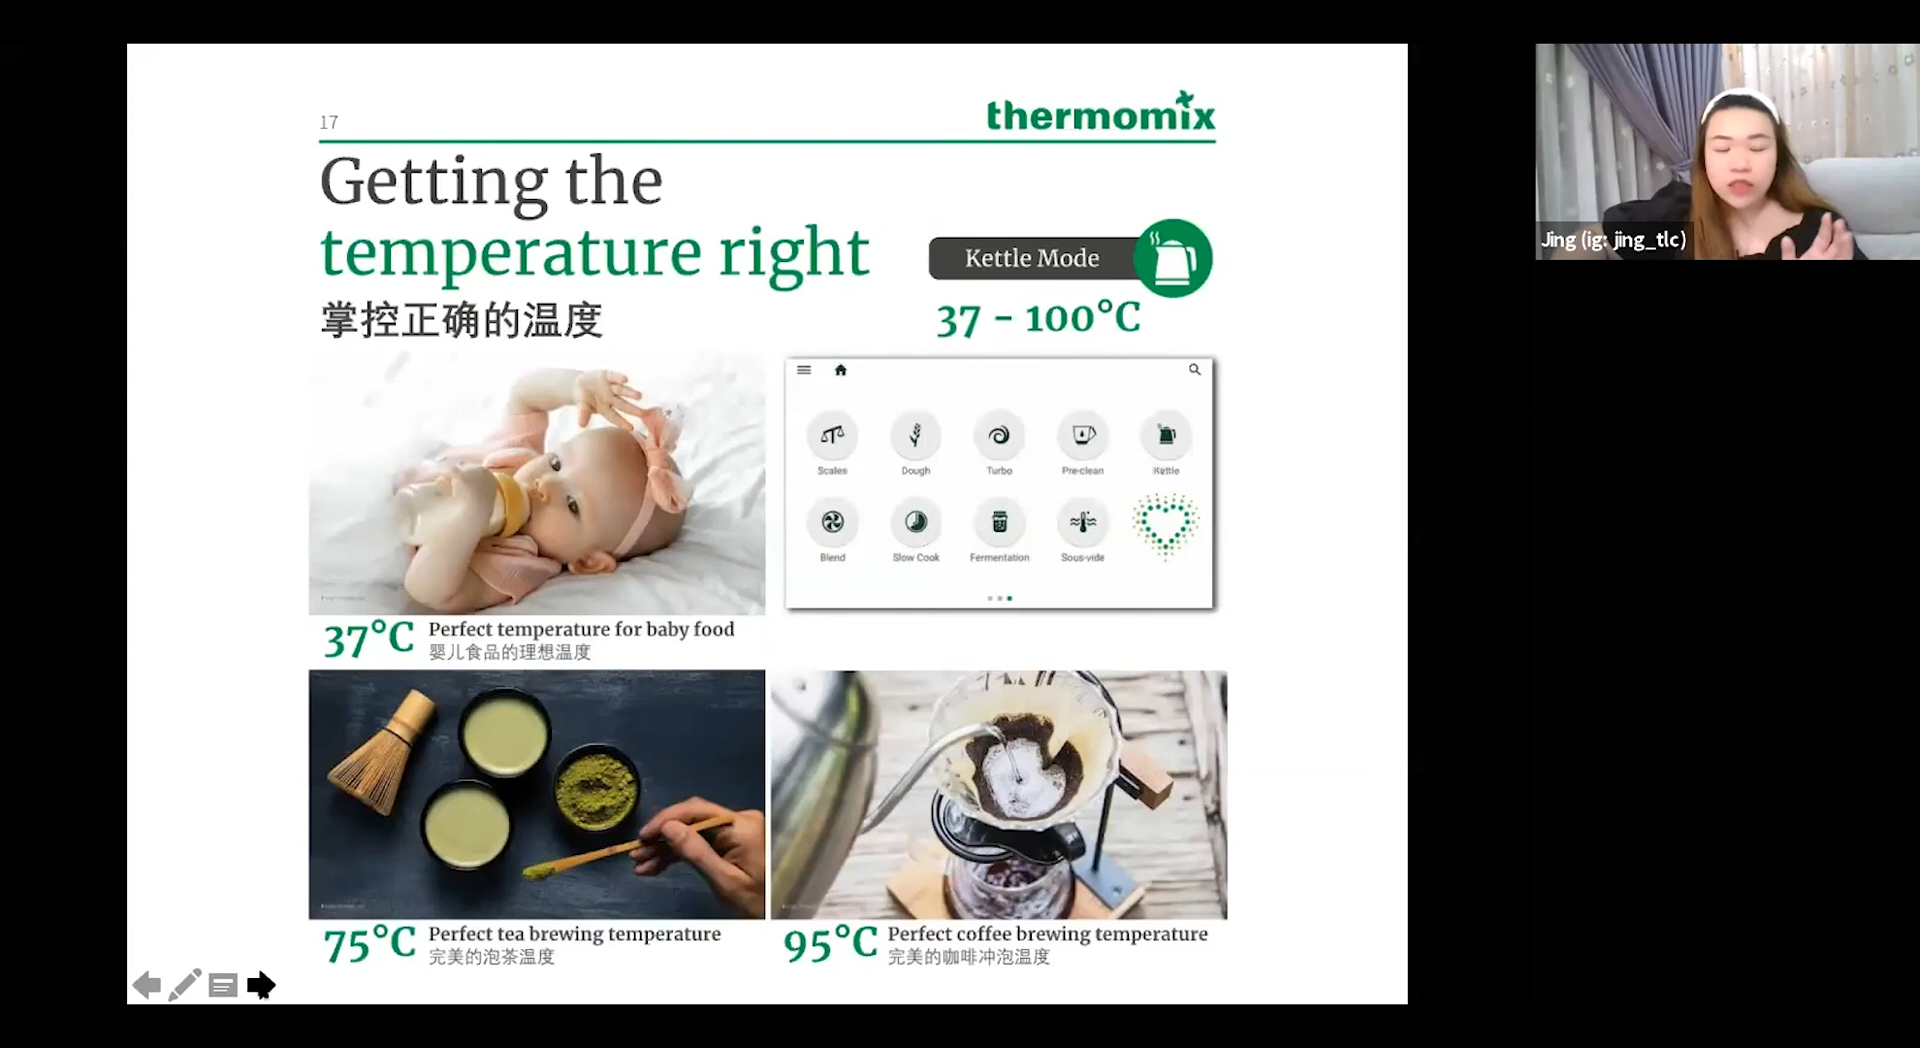 17
thermomix
Getting the
temperature right
掌控正确的温度
Kettle Mode
37 - 100°C
Scales
Dough
Turbo
Pre-clean
Kettle
Blend
Slow Cook
Fermentation
Sous-vide
37°C Perfect temperature for baby food
婴儿食品的理想温度
75°C Perfect tea brewing temperature
完美的泡茶温度
95°C Perfect coffee brewing temperature
完美的咖啡冲泡温度
Jing (ig: jing_tlc)